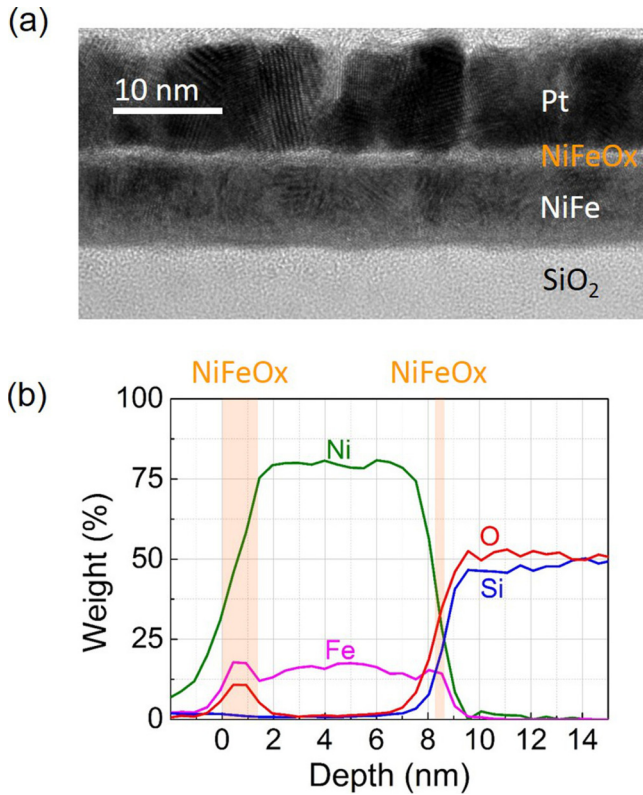 (a)
10 nm
Pt
NiFeOx
NiFe
SiO₂
(b)
NiFeOx NiFeOx
100
75
50
25
0
Weight (%)
Ni
O
Si
Fe
0 2 4 6 8 10 12 14
Depth (nm)